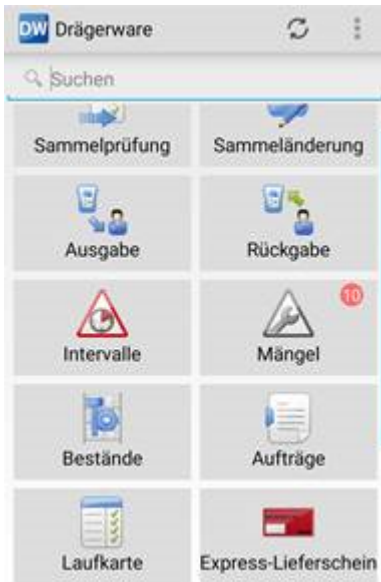 DW Drägerware
Suchen
Sammelprüfung Sammeländerung
Ausgabe Rückgabe
10
Intervalle Mängel
Bestände Aufträge
Laufkarte Express-Lieferschein